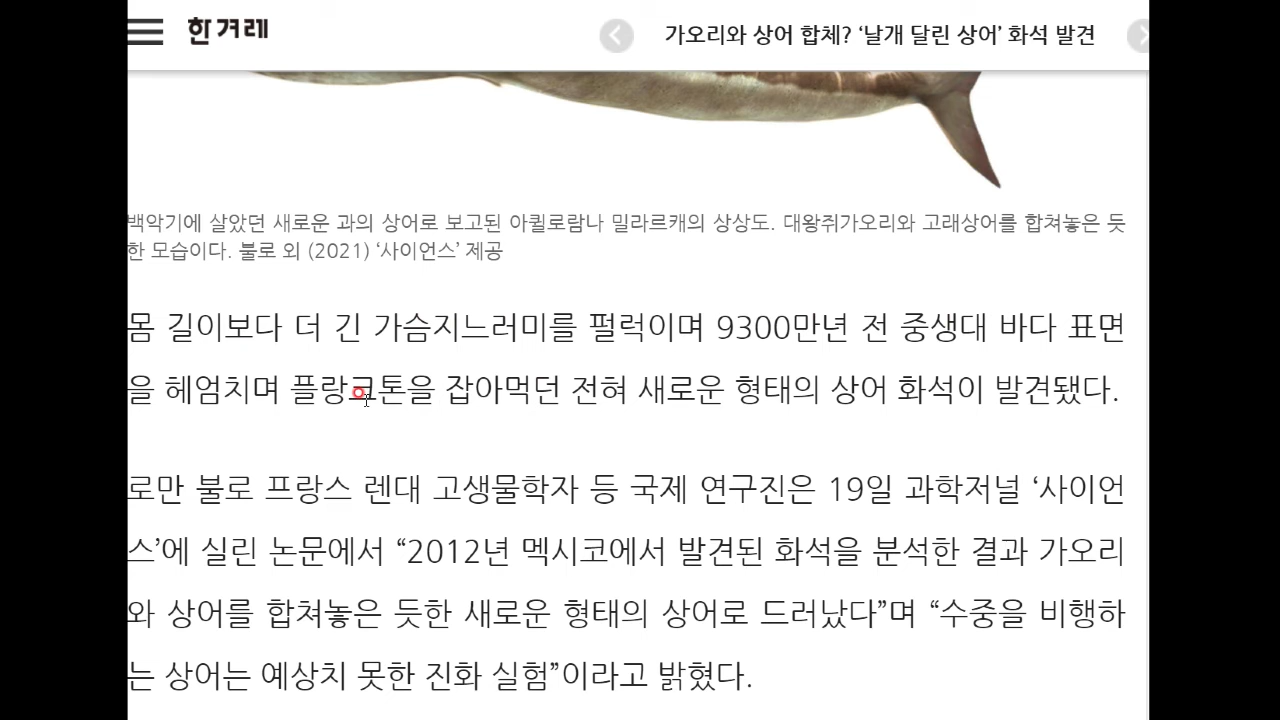 한겨레
가오리와 상어 합체? ‘날개 달린 상어’ 화석 발견
백악기에 살았던 새로운 과의 상어로 보고된 아퀼로람나 밀라르캐의 상상도. 대왕쥐가오리와 고래상어를 합쳐놓은 듯
한 모습이다. 불로 외 (2021) ‘사이언스’ 제공
몸 길이보다 더 긴 가슴지느러미를 펄럭이며 9300만년 전 중생대 바다 표면
을 헤엄치며 플랑크톤을 잡아먹던 전혀 새로운 형태의 상어 화석이 발견됐다.
로만 불로 프랑스 렌대 고생물학자 등 국제 연구진은 19일 과학저널 ‘사이언
스’에 실린 논문에서 “2012년 멕시코에서 발견된 화석을 분석한 결과 가오리
와 상어를 합쳐놓은 듯한 새로운 형태의 상어로 드러났다”며 “수중을 비행하
는 상어는 예상치 못한 진화 실험”이라고 밝혔다.